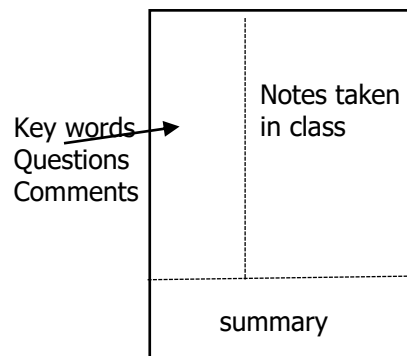 Key words
Questions
Comments
Notes taken
in class
summary